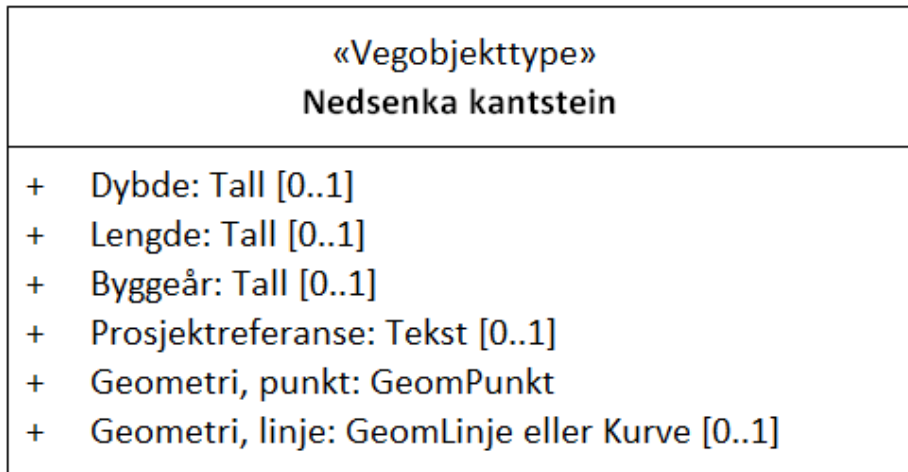 «Vegobjekttype»
Nedsenka kantstein
+ Dybde: Tall [0..1]
+ Lengde: Tall [0..1]
+ Byggeår: Tall [0..1]
+ Prosjektreferanse: Tekst [0..1]
+ Geometri, punkt: GeomPunkt
+ Geometri, linje: GeomLinje eller Kurve [0..1]